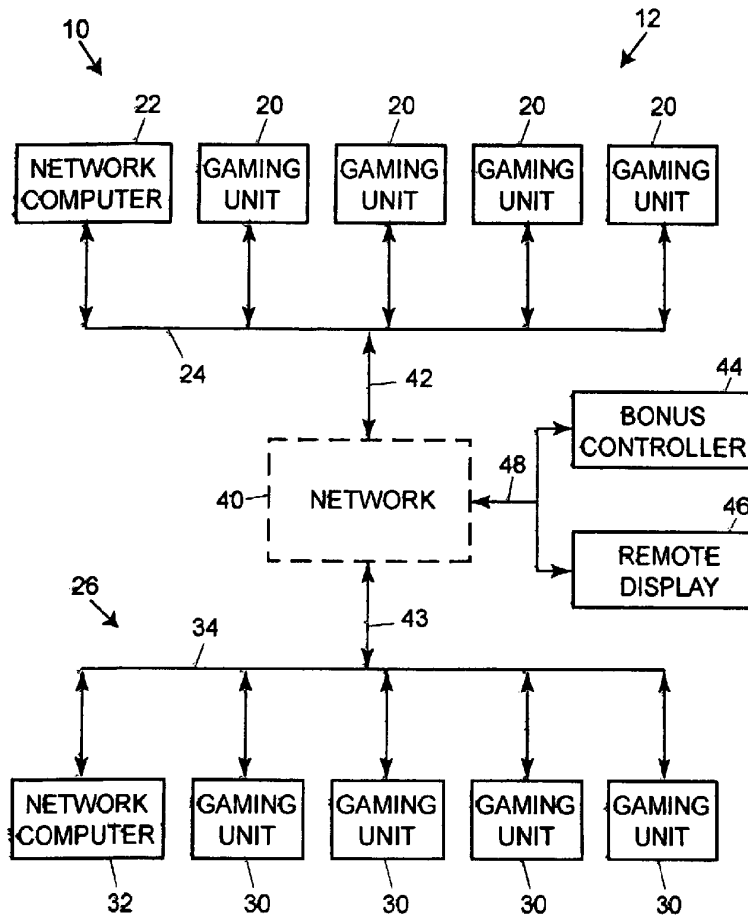 10
12
22
20
20
20
20
NETWORK
COMPUTER
GAMING
UNIT
GAMING
UNIT
GAMING
UNIT
GAMING
UNIT
24
42
44
BONUS
CONTROLLER
40
NETWORK
48
46
REMOTE
DISPLAY
26
43
34
NETWORK
COMPUTER
GAMING
UNIT
GAMING
UNIT
GAMING
UNIT
GAMING
UNIT
32
30
30
30
30